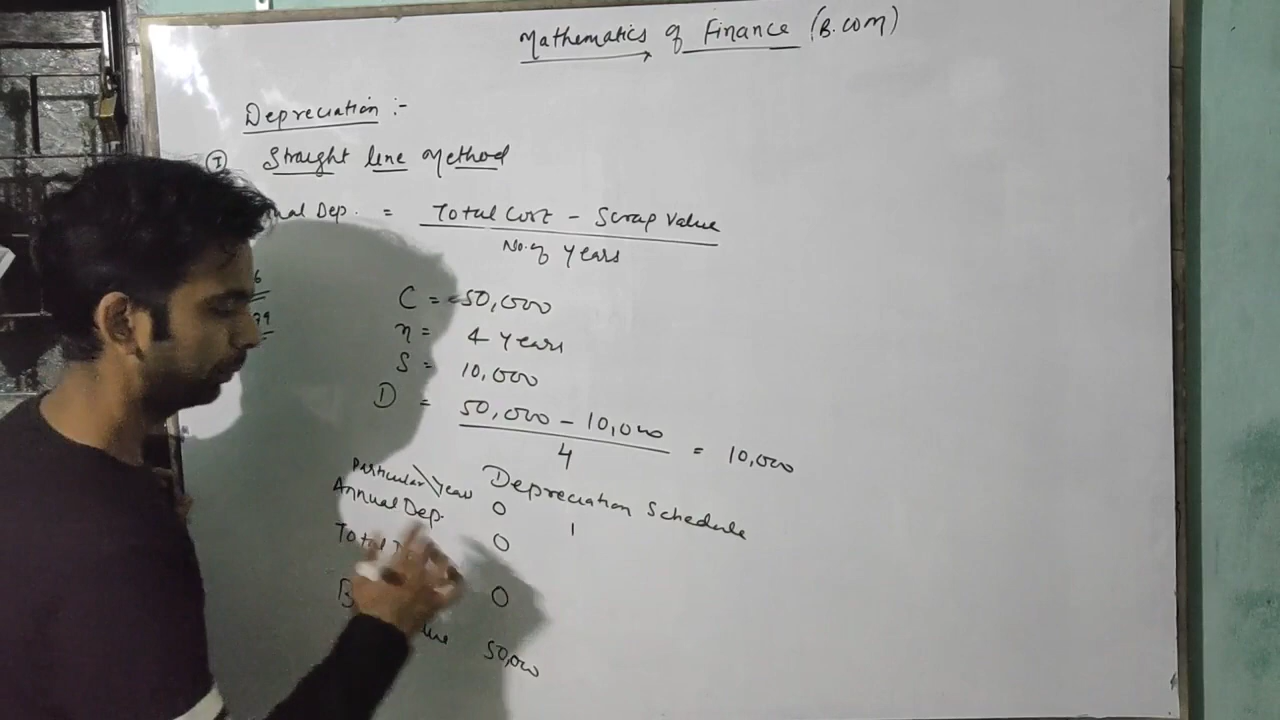 Mathematics of Finance (B.com)
Depreciation :-
I Straight line Method
Dep. = Total Cost - Scrap Value
No. of Years
C = 50,000
n = 4 years
S = 10,000
D = 50,000 - 10,000 = 10,000
4
Depreciation Schedule
Particular\Year 0 1
Annual Dep. 0
Total 0
50,000